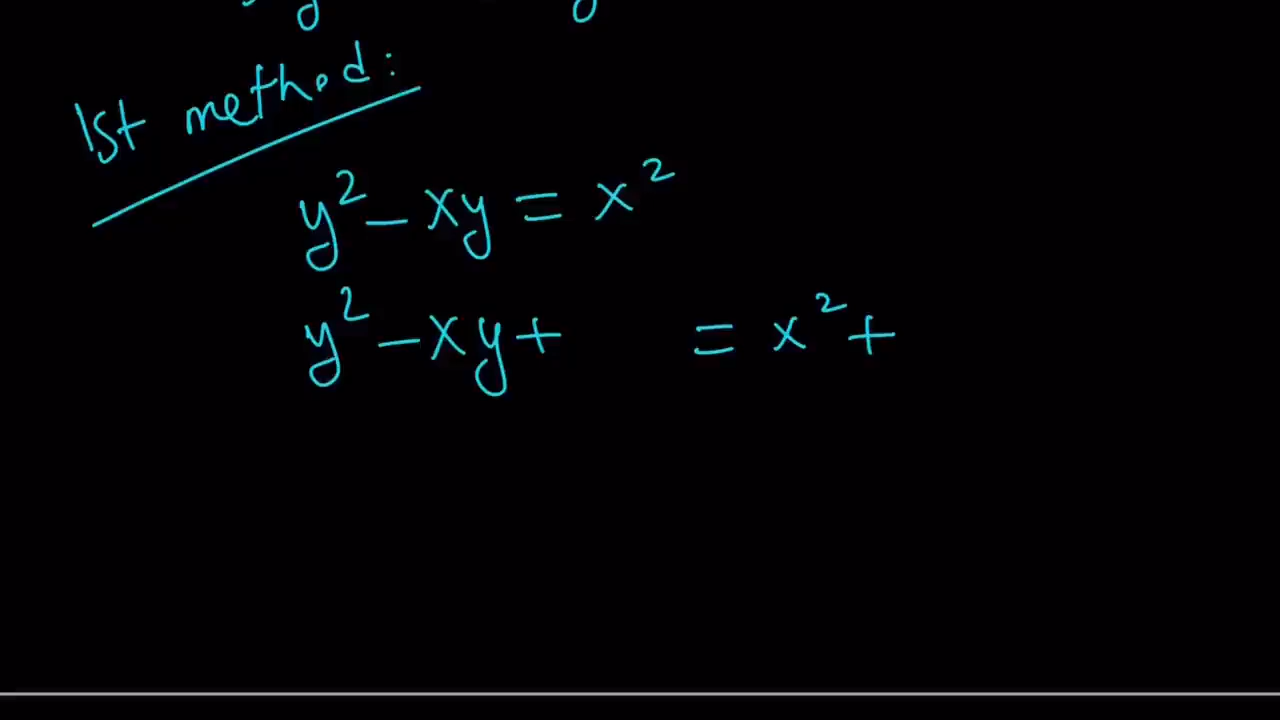 1st method:
y² - xy = x²
y² - xy + = x² +